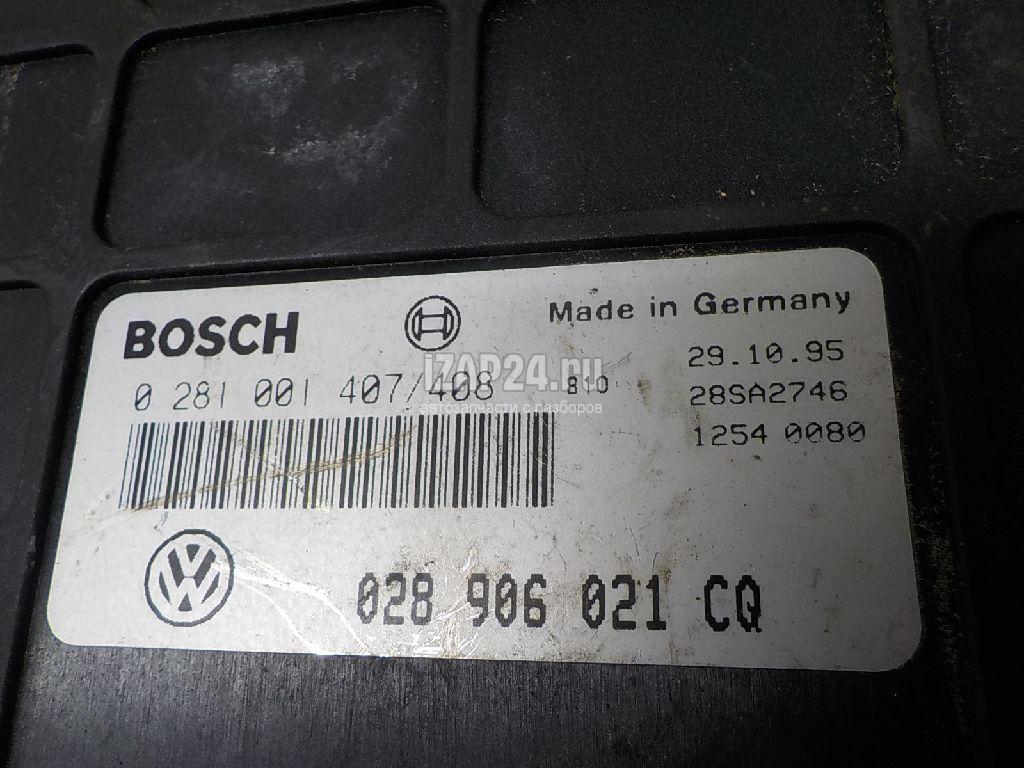 BOSCH
Made in Germany
0 281 001 407/408
810
29.10.95
28SA2746
1254 0080
028 906 021 CQ
iZAP24.ru
автозапчасти с разборов